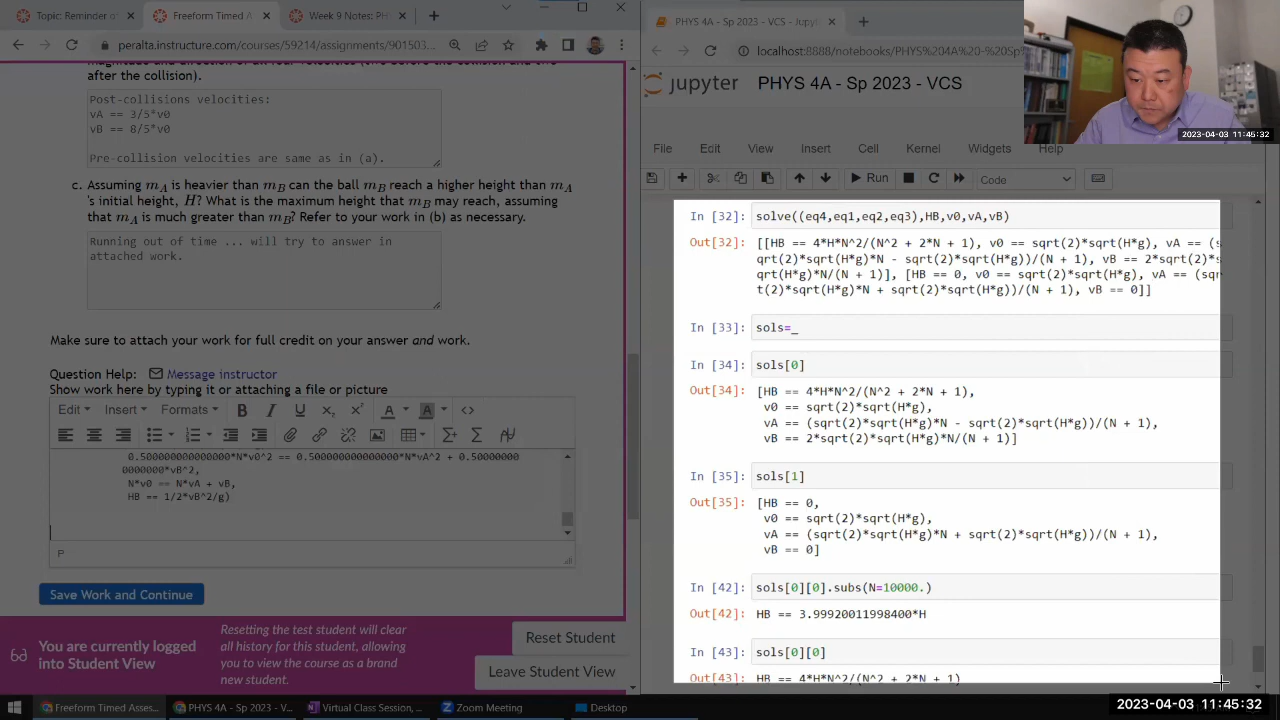 Topic: Remainder of
Freeform Timed A
Week 9 Notes: PH
peralta.instructure.com/courses/59214/assignments/901503...
magnitude and direction of all four velocities (two before the collision and two
after the collision).
Post-collisions velocities:
vA == 3/5*v0
vB == 8/5*v0
Pre-collision velocities are same as in (a).
c. Assuming mA is heavier than mB can the ball mB reach a higher height than mA
's initial height, H? What is the maximum height that mB may reach, assuming
that mA is much greater than mB? Refer to your work in (b) as necessary.
Running out of time ... will try to answer in
attached work.
Make sure to attach your work for full credit on your answer and work.
Question Help: Message instructor
Show work here by typing it or attaching a file or picture
Edit Insert Formats
0.500000000000000*N*v0^2 == 0.500000000000000*N*vA^2 + 0.50000000
0000000*vB^2,
N*v0 == N*vA + vB,
HB == 1/2*vB^2/g)
P
Save Work and Continue
You are currently logged
into Student View
Resetting the test student will clear
all history for this student, allowing
you to view the course as a brand
new student.
Reset Student
Leave Student View
PHYS 4A - Sp 2023 - VCS - Jupyt
localhost:8888/notebooks/PHYS%204A%20-%20Sp
jupyter PHYS 4A - Sp 2023 - VCS
File Edit View Insert Cell Kernel Widgets Help
Run Code
In [32]: solve((eq4,eq1,eq2,eq3),HB,v0,vA,vB)
Out[32]: [[HB == 4*H*N^2/(N^2 + 2*N + 1), v0 == sqrt(2)*sqrt(H*g), vA == (s
qrt(2)*sqrt(H*g)*N - sqrt(2)*sqrt(H*g))/(N + 1), vB == 2*sqrt(2)*s
qrt(H*g)*N/(N + 1)], [HB == 0, v0 == sqrt(2)*sqrt(H*g), vA == (sqr
t(2)*sqrt(H*g)*N + sqrt(2)*sqrt(H*g))/(N + 1), vB == 0]]
In [33]: sols=_
In [34]: sols[0]
Out[34]: [HB == 4*H*N^2/(N^2 + 2*N + 1),
v0 == sqrt(2)*sqrt(H*g),
vA == (sqrt(2)*sqrt(H*g)*N - sqrt(2)*sqrt(H*g))/(N + 1),
vB == 2*sqrt(2)*sqrt(H*g)*N/(N + 1)]
In [35]: sols[1]
Out[35]: [HB == 0,
v0 == sqrt(2)*sqrt(H*g),
vA == (sqrt(2)*sqrt(H*g)*N + sqrt(2)*sqrt(H*g))/(N + 1),
vB == 0]
In [42]: sols[0][0].subs(N=10000.)
Out[42]: HB == 3.99920011998400*H
In [43]: sols[0][0]
Out[43]: HB == 4*H*N^2/(N^2 + 2*N + 1)
2023-04-03 11:45:32
Freeform Timed Asses...
PHYS 4A - Sp 2023 - V...
Virtual Class Session, ...
Zoom Meeting
Desktop
2023-04-03 11:45:32